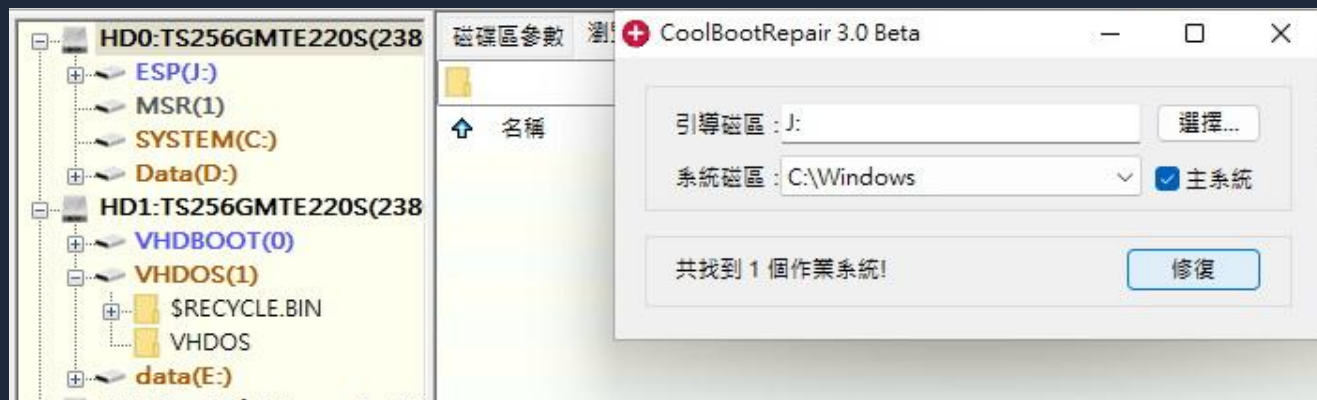 HD0:TS256GMTE220S(238
ESP(J:)
MSR(1)
SYSTEM(C:)
Data(D:)
HD1:TS256GMTE220S(238
VHDBOOT(0)
VHDOS(1)
$RECYCLE.BIN
VHDOS
data(E:)
磁碟區參數
名稱
CoolBootRepair 3.0 Beta
引導磁區 : J:
選擇...
系統磁區 : C:\Windows
主系統
共找到 1 個作業系統!
修復